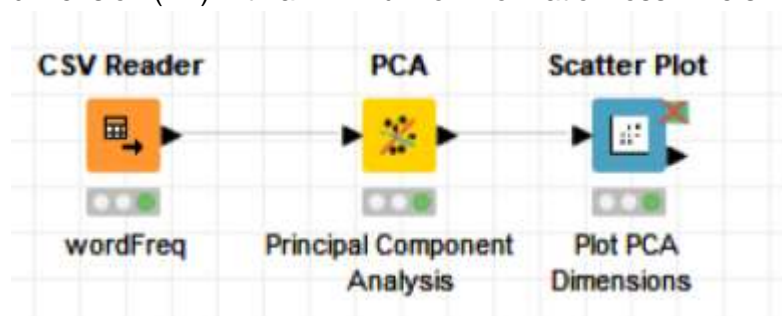 CSV Reader
PCA
Scatter Plot
wordFreq
Principal Component
Analysis
Plot PCA
Dimensions